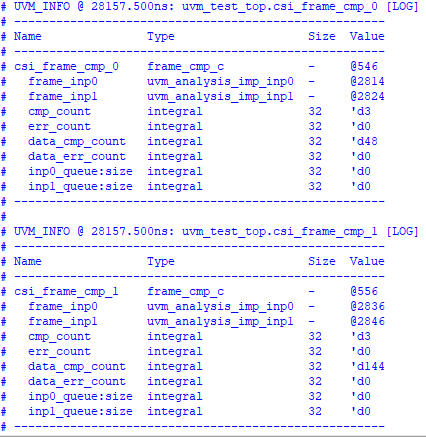 # UVM_INFO @ 28157.500ns: uvm_test_top.csi_frame_cmp_0 [LOG]
# -----------------------------------------------------
# Name              Type                   Size  Value
# -----------------------------------------------------
# csi_frame_cmp_0   frame_cmp_c            -     @546
#   frame_inp0      uvm_analysis_imp_inp0  -     @2814
#   frame_inp1      uvm_analysis_imp_inp1  -     @2824
#   cmp_count       integral               32    'd3
#   err_count       integral               32    'd0
#   data_cmp_count  integral               32    'd48
#   data_err_count  integral               32    'd0
#   inp0_queue:size integral               32    'd0
#   inp1_queue:size integral               32    'd0
# -----------------------------------------------------
#
# UVM_INFO @ 28157.500ns: uvm_test_top.csi_frame_cmp_1 [LOG]
# -----------------------------------------------------
# Name              Type                   Size  Value
# -----------------------------------------------------
# csi_frame_cmp_1   frame_cmp_c            -     @556
#   frame_inp0      uvm_analysis_imp_inp0  -     @2836
#   frame_inp1      uvm_analysis_imp_inp1  -     @2846
#   cmp_count       integral               32    'd3
#   err_count       integral               32    'd0
#   data_cmp_count  integral               32    'd144
#   data_err_count  integral               32    'd0
#   inp0_queue:size integral               32    'd0
#   inp1_queue:size integral               32    'd0
# -----------------------------------------------------